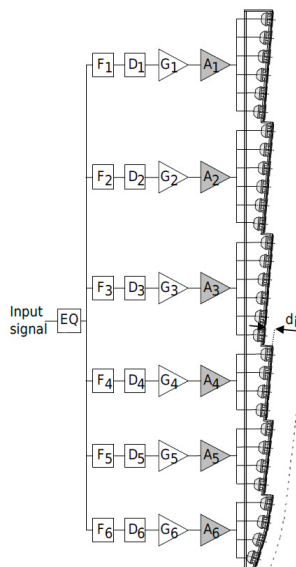 F1 D1 G1 A1
F2 D2 G2 A2
F3 D3 G3 A3
Input
signal EQ
F4 D4 G4 A4
F5 D5 G5 A5
F6 D6 G6 A6